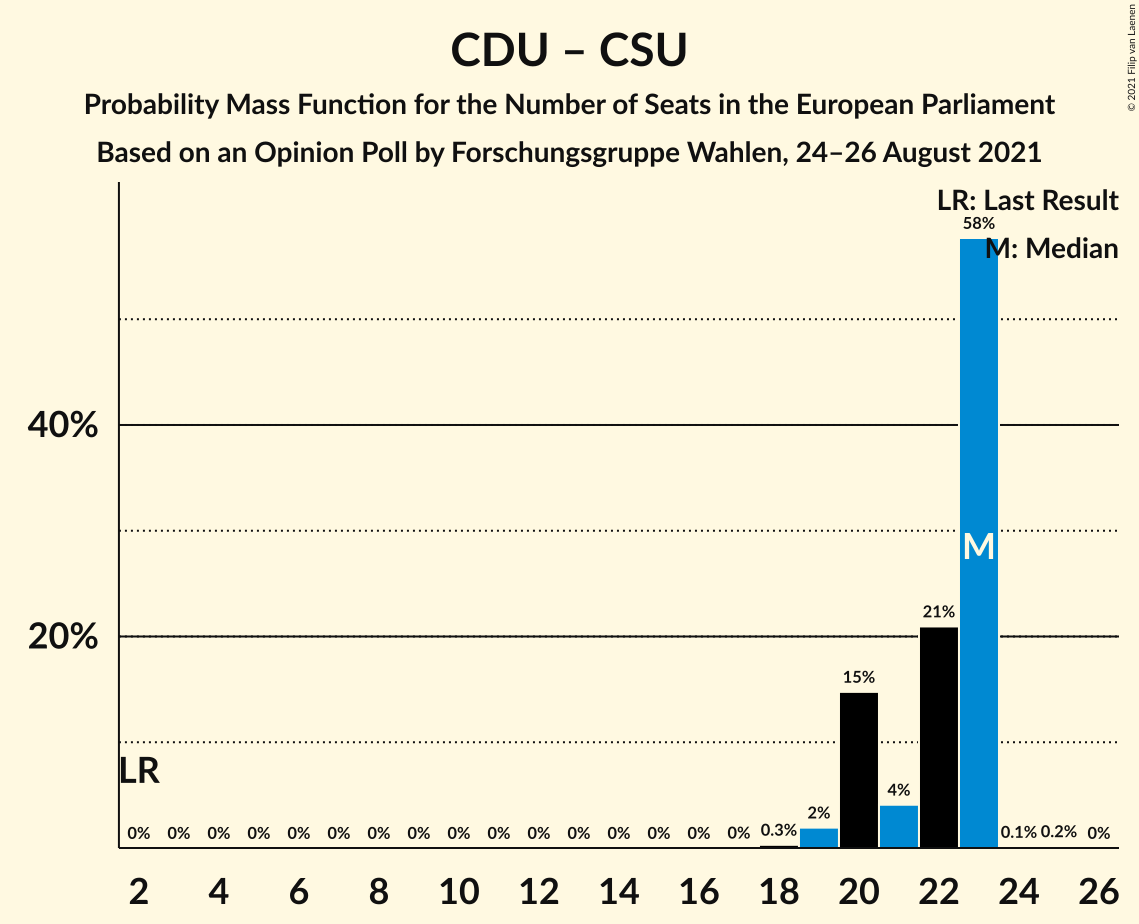 CDU – CSU
Probability Mass Function for the Number of Seats in the European Parliament
Based on an Opinion Poll by Forschungsgruppe Wahlen, 24–26 August 2021
© 2021 Filip van Laenen
LR: Last Result
M: Median
58%
40%
M
21%
20%
15%
LR
4%
2%
0% 0% 0% 0% 0% 0% 0% 0% 0% 0% 0% 0% 0% 0% 0% 0% 0.3% 0.1% 0.2% 0%
2 4 6 8 10 12 14 16 18 20 22 24 26